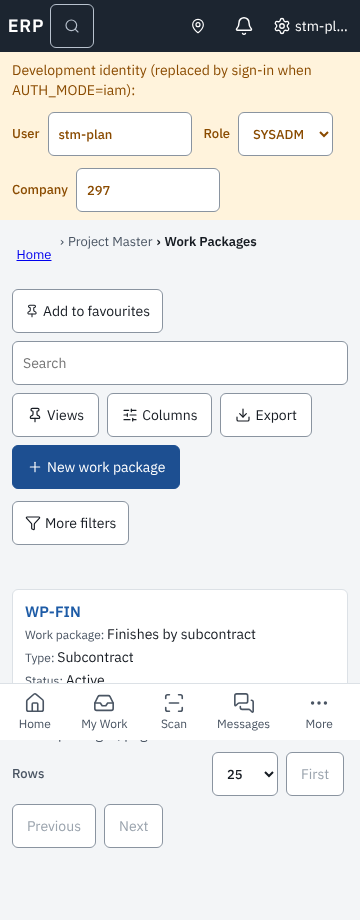 ERP stm-pl...
Development identity (replaced by sign-in when
AUTH_MODE=iam):
User stm-plan Role SYSADM
Company 297
Home › Project Master › Work Packages
Add to favourites
Search
Views Columns Export
New work package
More filters
WP-FIN
Work package: Finishes by subcontract
Type: Subcontract
Status: Active
Home My Work Scan Messages More
Rows 25 First
Previous Next